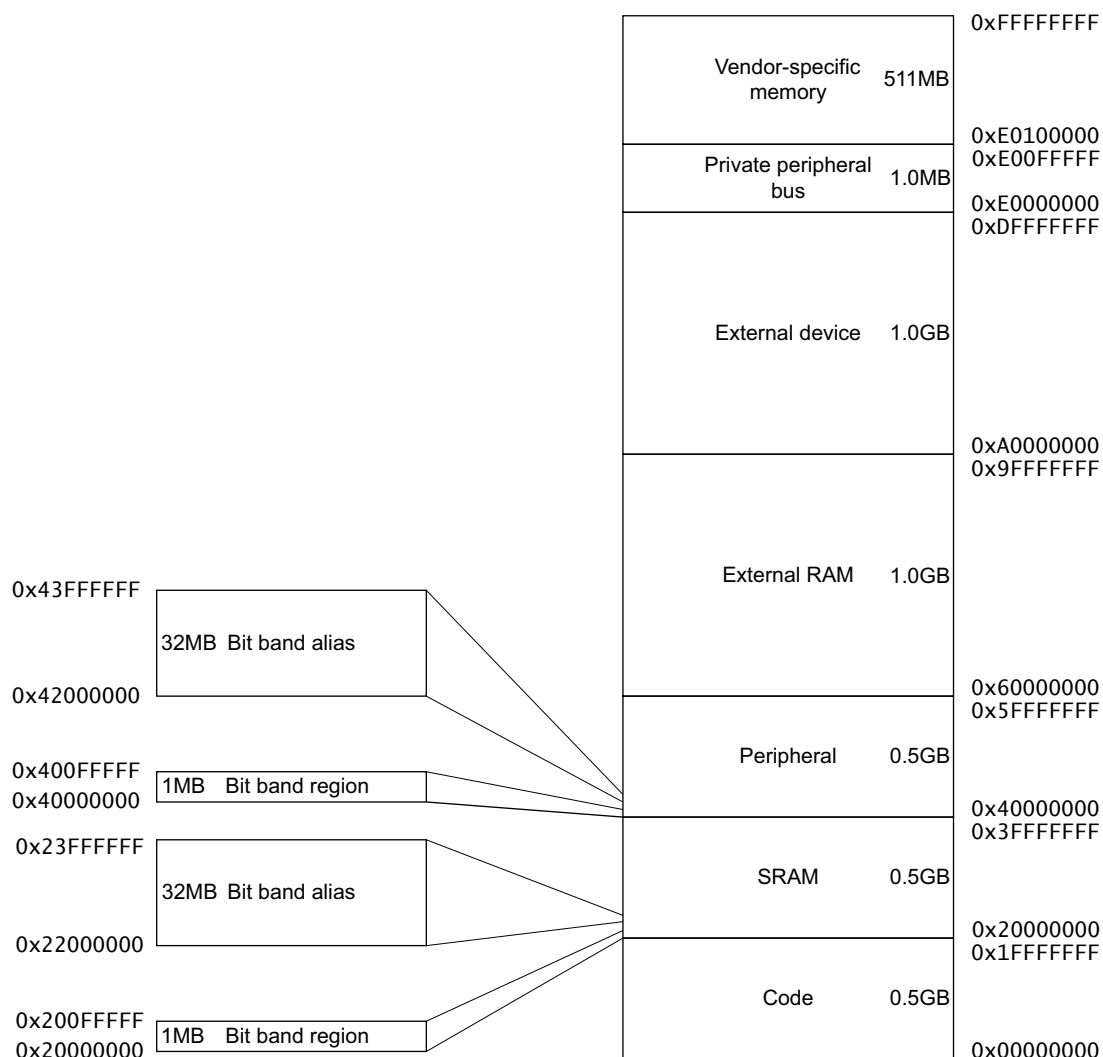 0xFFFFFFFF
Vendor-specific
memory
511MB
0xE0100000
0xE00FFFFF
Private peripheral
bus
1.0MB
0xE0000000
0xDFFFFFFF
External device 1.0GB
0xA0000000
0x9FFFFFFF
External RAM 1.0GB
0x43FFFFFF
32MB Bit band alias
0x42000000
0x60000000
0x5FFFFFFF
Peripheral 0.5GB
0x400FFFFF
1MB Bit band region
0x40000000
0x40000000
0x3FFFFFFF
0x23FFFFFF
32MB Bit band alias
0x22000000
SRAM 0.5GB
0x20000000
0x1FFFFFFF
Code 0.5GB
0x200FFFFF
1MB Bit band region
0x20000000
0x00000000